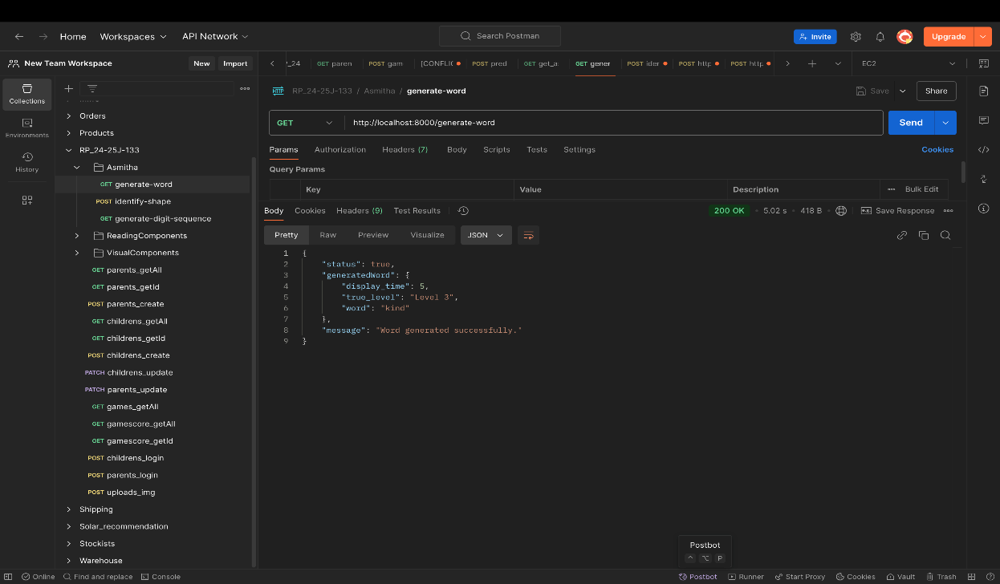 Home Workspaces API Network Search Postman Invite Upgrade
New Team Workspace New Import
_24 GET paren POST gam [CONFLIC POST pred GET get_a GET gener POST iden POST http POST http EC2
Collections
Environments
History
Orders
Products
RP_24-25J-133
Asmitha
GET generate-word
POST identify-shape
GET generate-digit-sequence
ReadingComponents
VisualComponents
GET parents_getAll
GET parents_getId
POST parents_create
GET childrens_getAll
GET childrens_getId
POST childrens_create
PATCH childrens_update
PATCH parents_update
GET games_getAll
GET gamescore_getAll
GET gamescore_getId
POST childrens_login
POST parents_login
POST uploads_img
Shipping
Solar_recommendation
Stockists
Warehouse
HTTP RP_24-25J-133 / Asmitha / generate-word Save Share
GET http://localhost:8000/generate-word Send
Params Authorization Headers (7) Body Scripts Tests Settings Cookies
Query Params
Key Value Description Bulk Edit
Body Cookies Headers (9) Test Results 200 OK 5.02 s 418 B Save Response
Pretty Raw Preview Visualize JSON
1 {
2 "status": true,
3 "generatedWord": {
4 "display_time": 5,
5 "true_level": "Level 3",
6 "word": "kind"
7 },
8 "message": "Word generated successfully."
9 }
Postbot
^ ⌥ P
Online Find and replace Console Postbot Runner Start Proxy Cookies Vault Trash